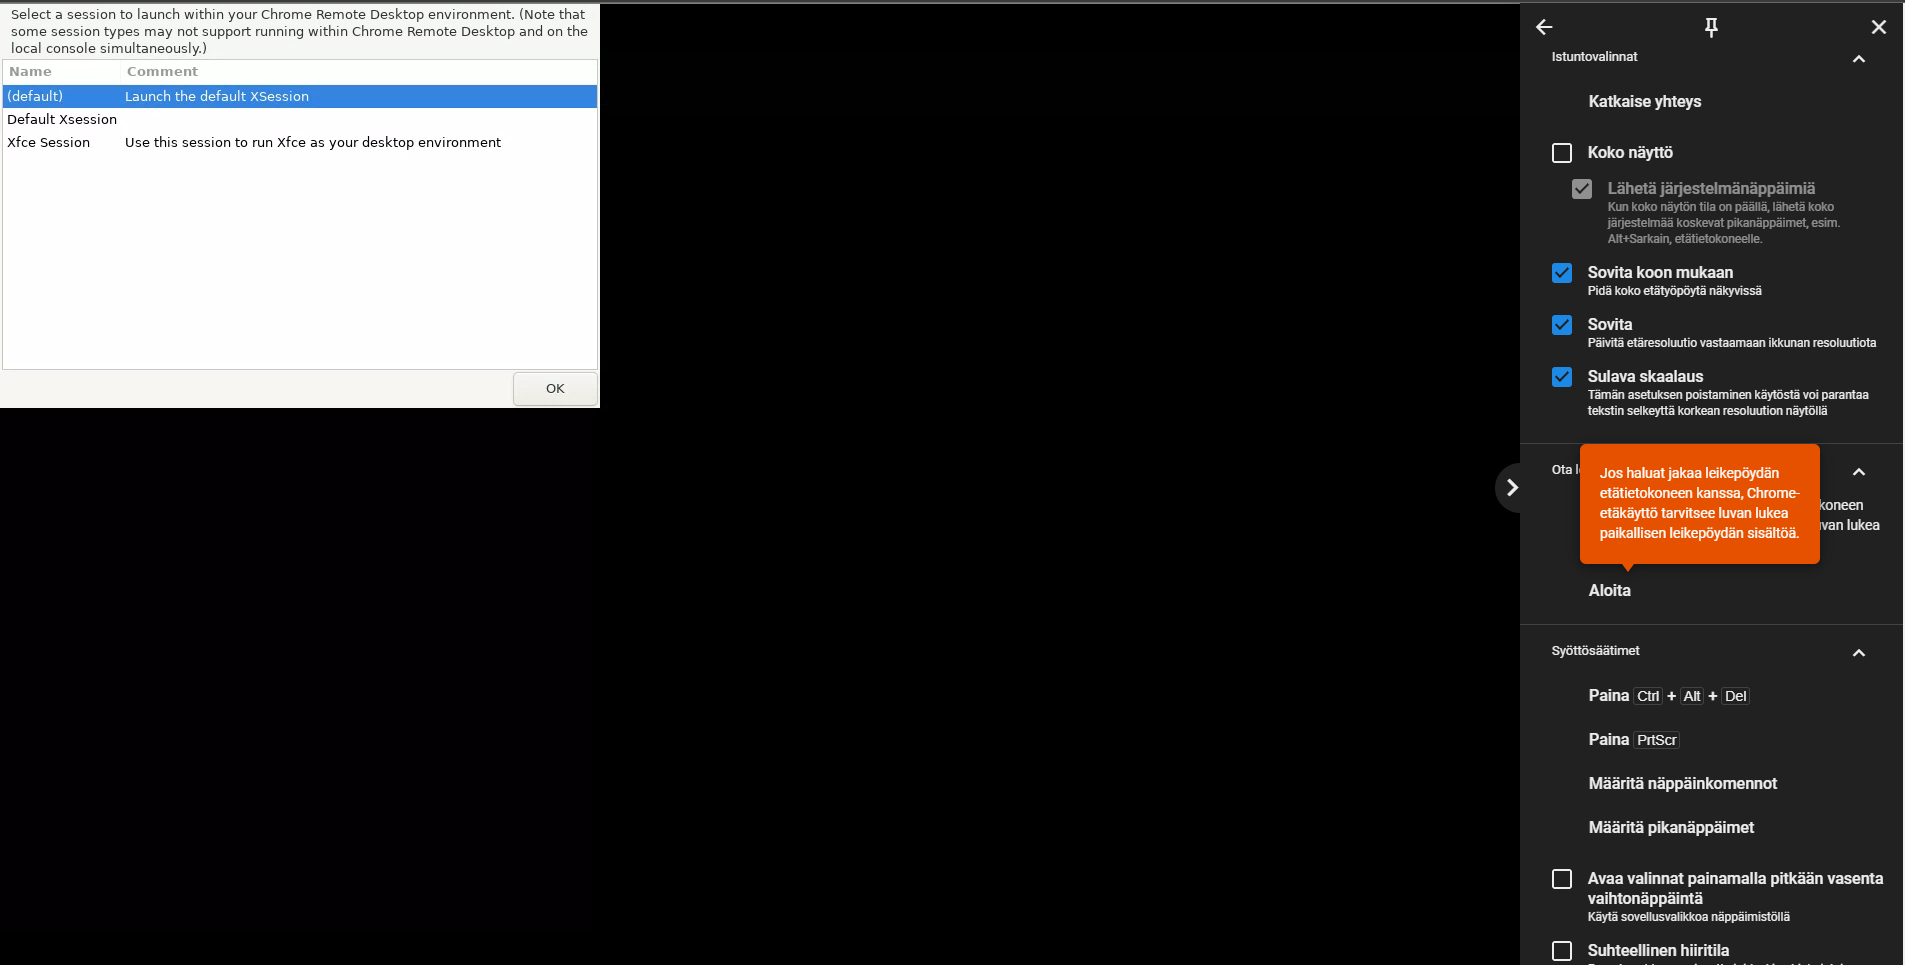 Select a session to launch within your Chrome Remote Desktop environment. (Note that
some session types may not support running within Chrome Remote Desktop and on the
local console simultaneously.)
Name Comment
(default) Launch the default XSession
Default Xsession
Xfce Session Use this session to run Xfce as your desktop environment
OK
Istuntovalinnat
Katkaise yhteys
Koko näyttö
Lähetä järjestelmänäppäimiä
Kun koko näytön tila on päällä, lähetä koko
järjestelmää koskevat pikanäppäimet, esim.
Alt+Sarkain, etätietokoneelle.
Sovita koon mukaan
Pidä koko etätyöpöytä näkyvissä
Sovita
Päivitä etäresoluutio vastaamaan ikkunan resoluutiota
Sulava skaalaus
Tämän asetuksen poistaminen käytöstä voi parantaa
tekstin selkeyttä korkean resoluution näytöllä
Ota
Jos haluat jakaa leikepöydän
etätietokoneen kanssa, Chrome-
etäkäyttö tarvitsee luvan lukea
paikallisen leikepöydän sisältöä.
koneen
lukea
Aloita
Syöttösäätimet
Paina Ctrl + Alt + Del
Paina PrtScr
Määritä näppäinkomennot
Määritä pikanäppäimet
Avaa valinnat painamalla pitkään vasenta
vaihtonäppäintä
Käytä sovellusvalikkoa näppäimistöllä
Suhteellinen hiiritila